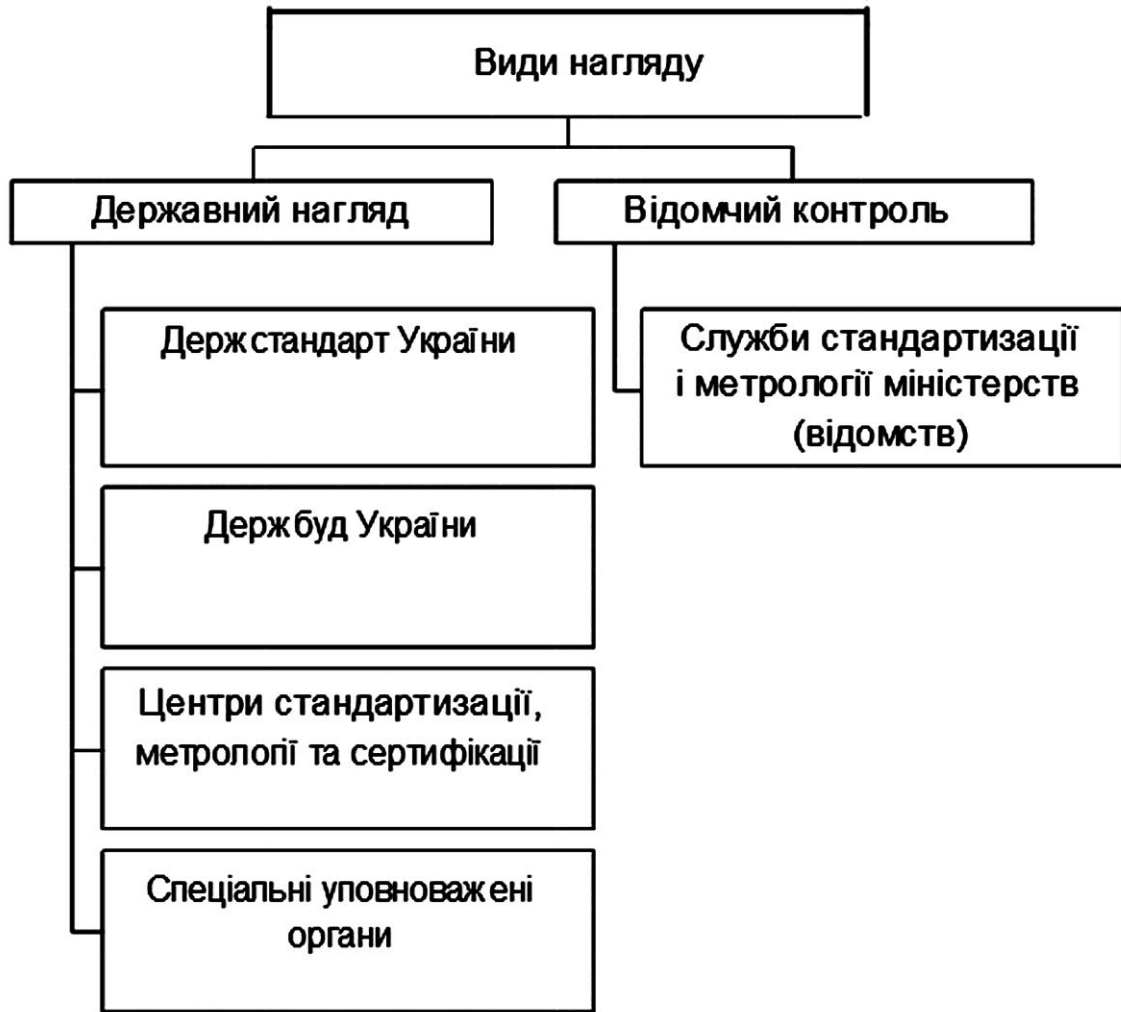 Види нагляду
Державний нагляд
Відомчий контроль
Держстандарт України
Держбуд України
Центри стандартизації,
метрології та сертифікації
Спеціальні уповноважені
органи
Служби стандартизації
і метрології міністерств
(відомств)